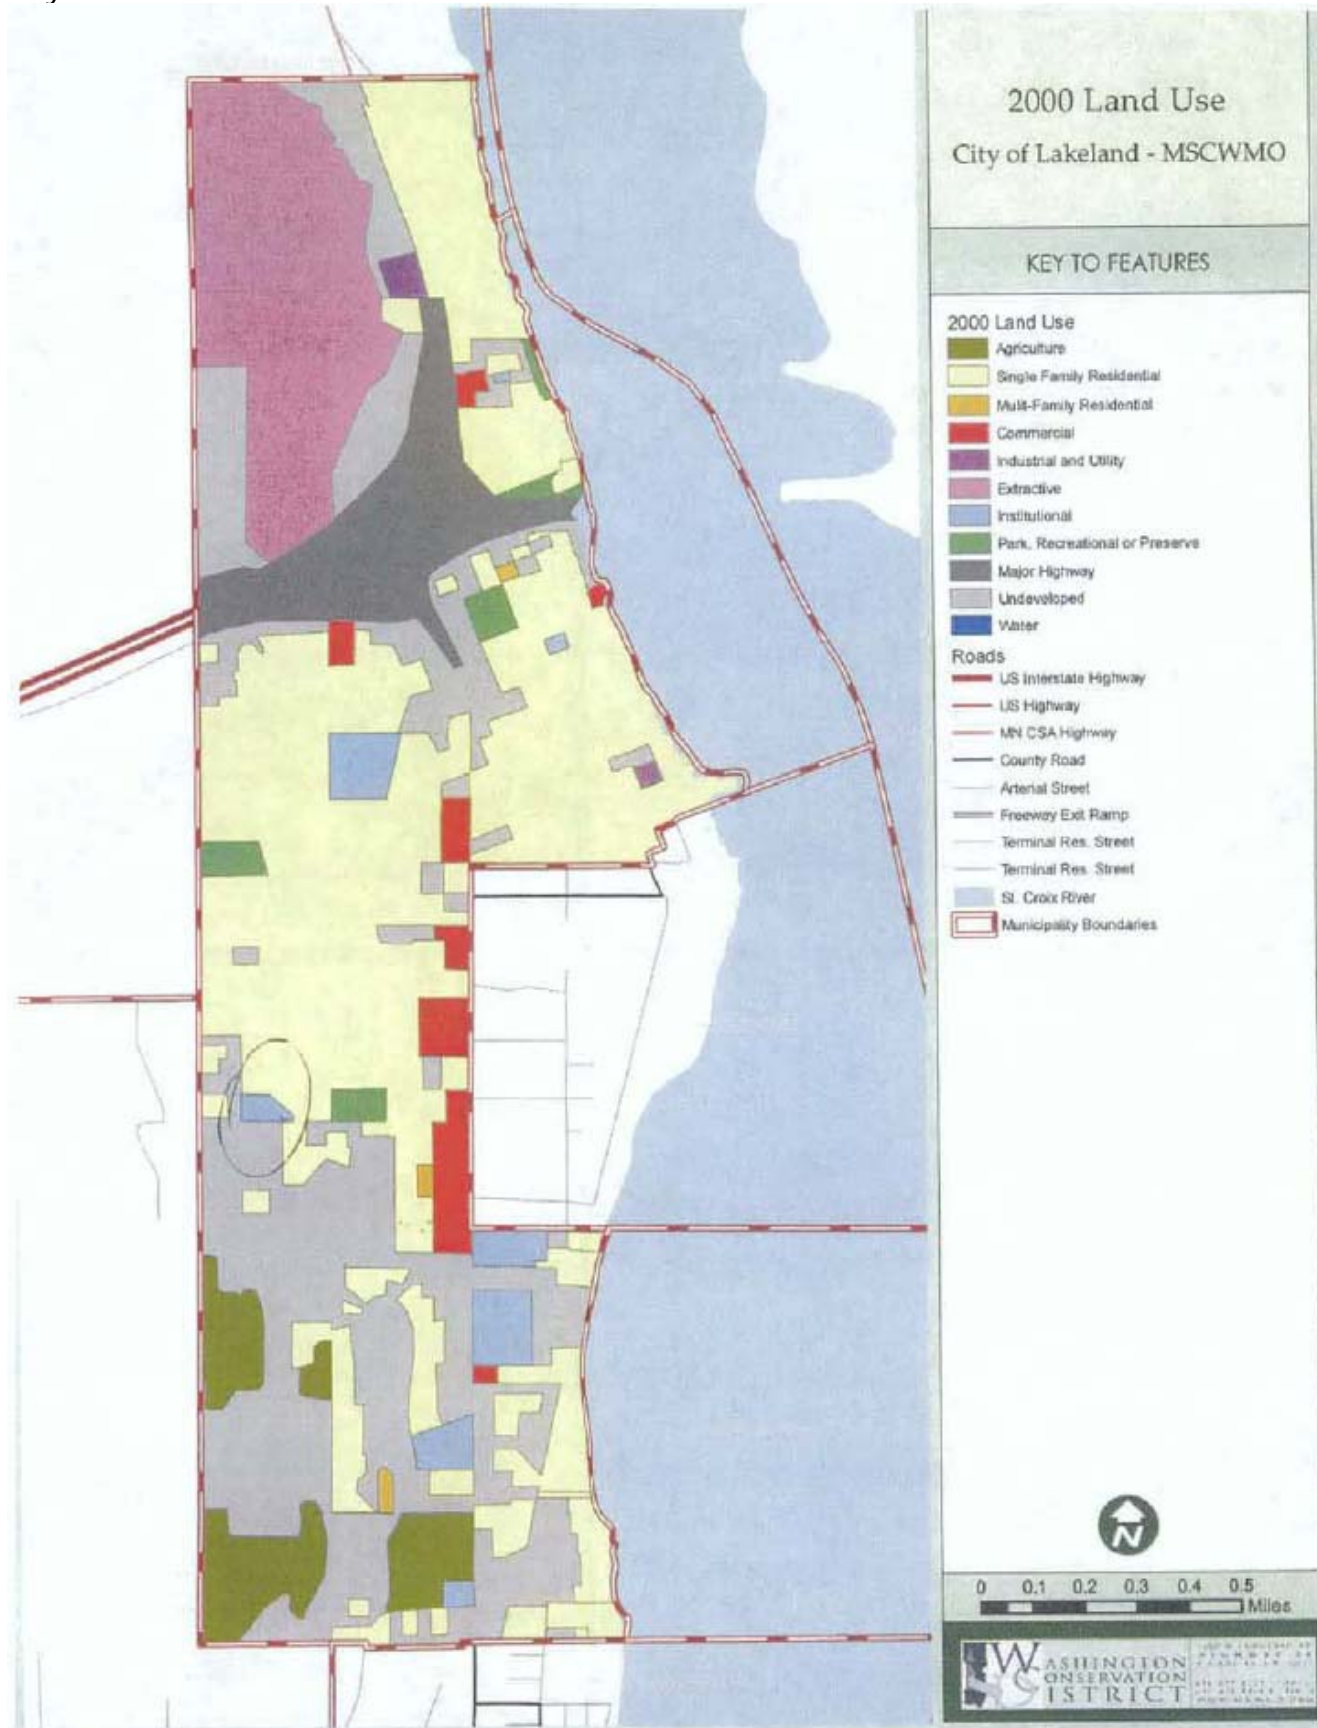 2000 Land Use
City of Lakeland - MSCWMO
KEY TO FEATURES
2000 Land Use
Agriculture
Single Family Residential
Mulit-Family Residential
Commercial
Industrial and Utility
Extractive
Institutional
Park, Recreational or Preserve
Major Highway
Undeveloped
Water
Roads
US Interstate Highway
US Highway
MN CSA Highway
County Road
Arterial Street
Freeway Exit Ramp
Terminal Res. Street
Terminal Res. Street
St. Croix River
Municipality Boundaries
N
0 0.1 0.2 0.3 0.4 0.5
Miles
WASHINGTON
CONSERVATION
DISTRICT